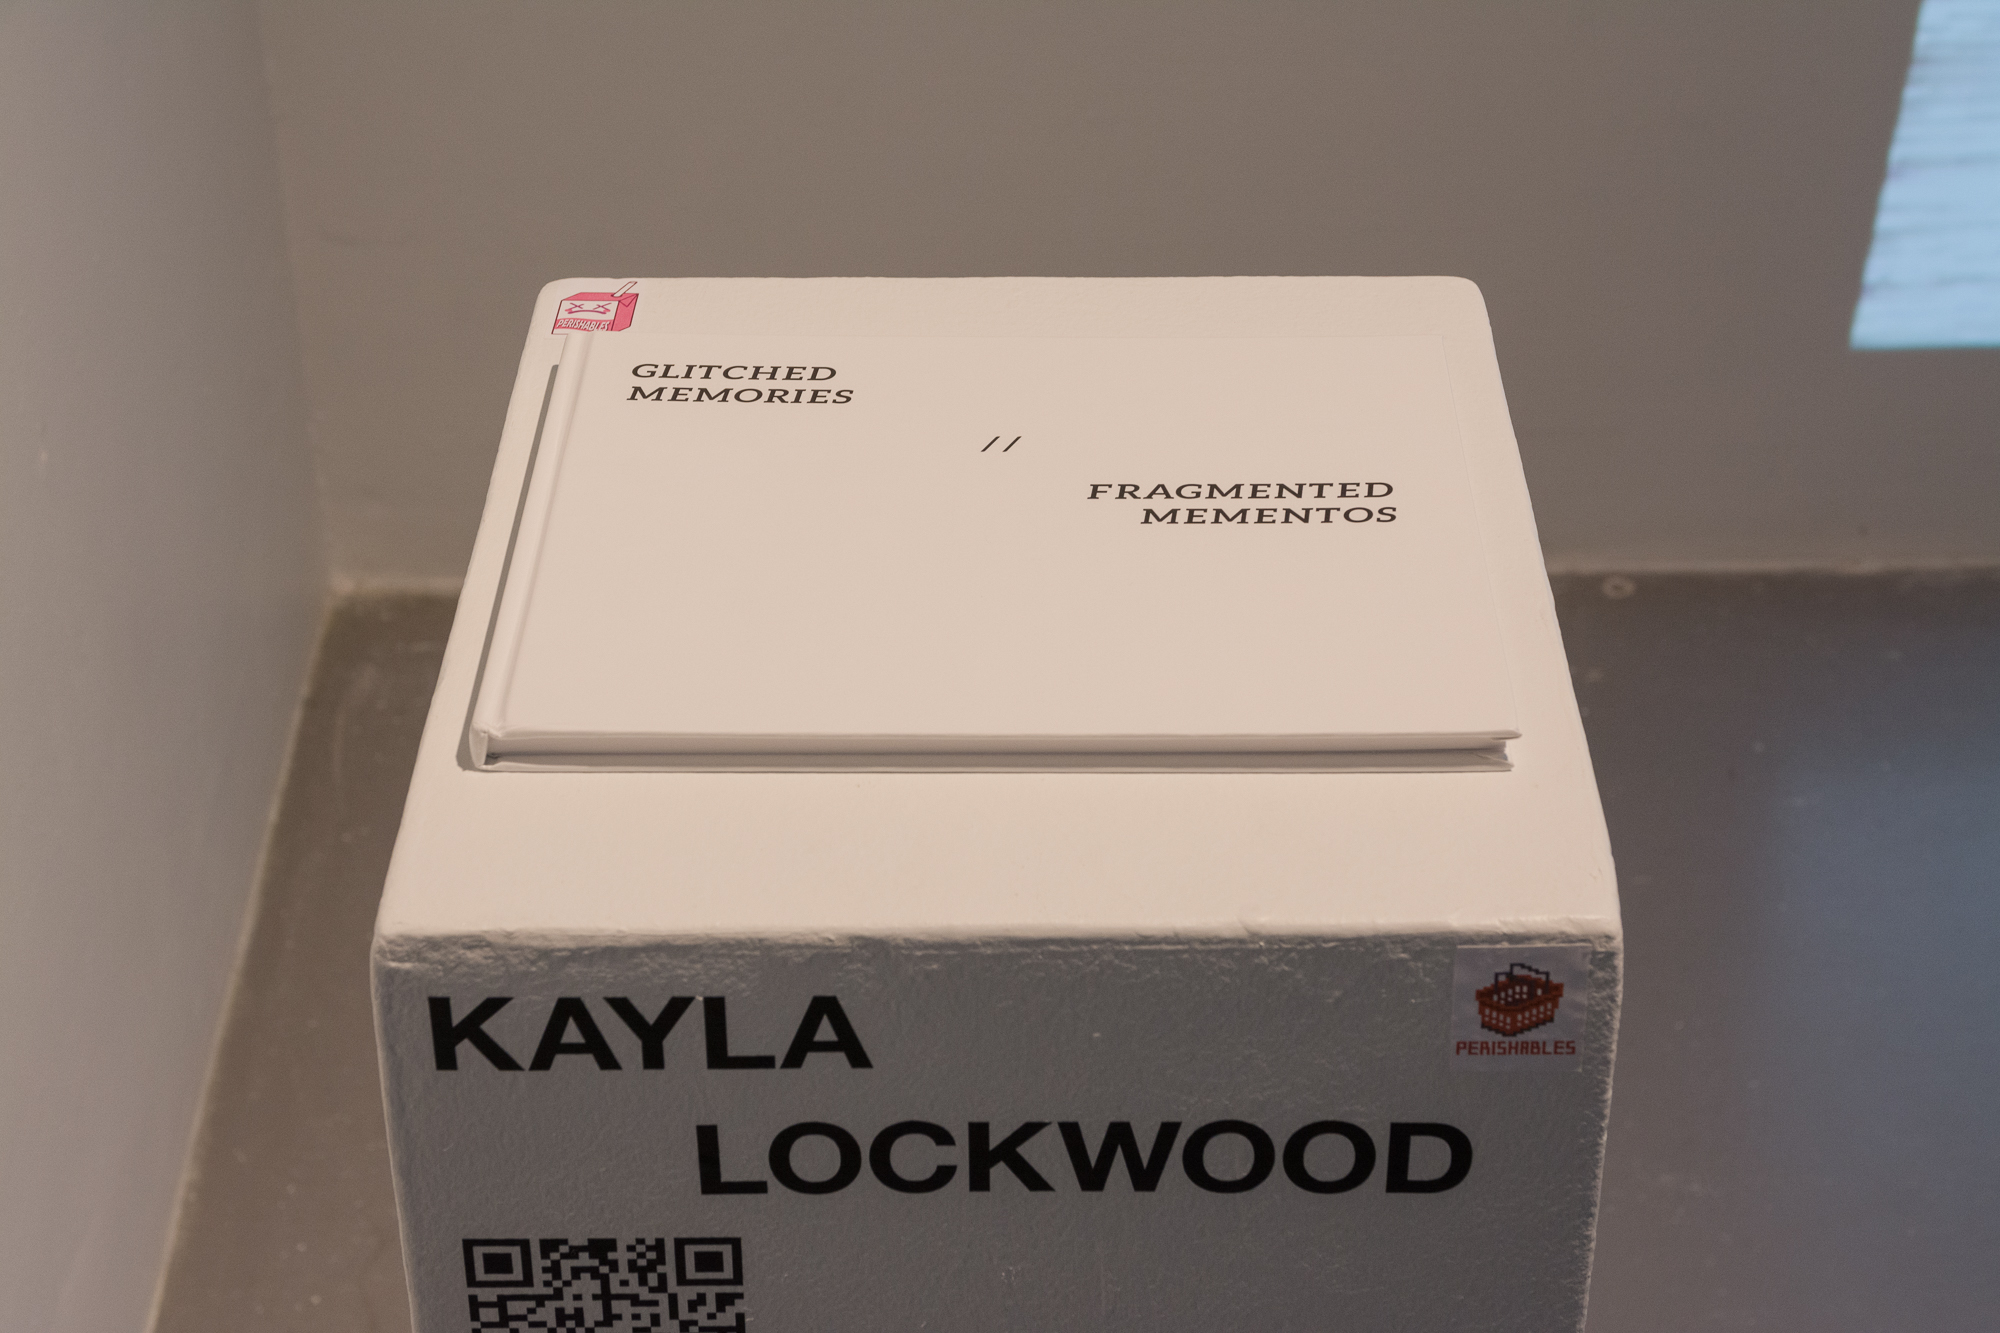 PERISHABLES
GLITCHED
MEMORIES
//
FRAGMENTED
MEMENTOS
KAYLA
LOCKWOOD
PERISHABLES